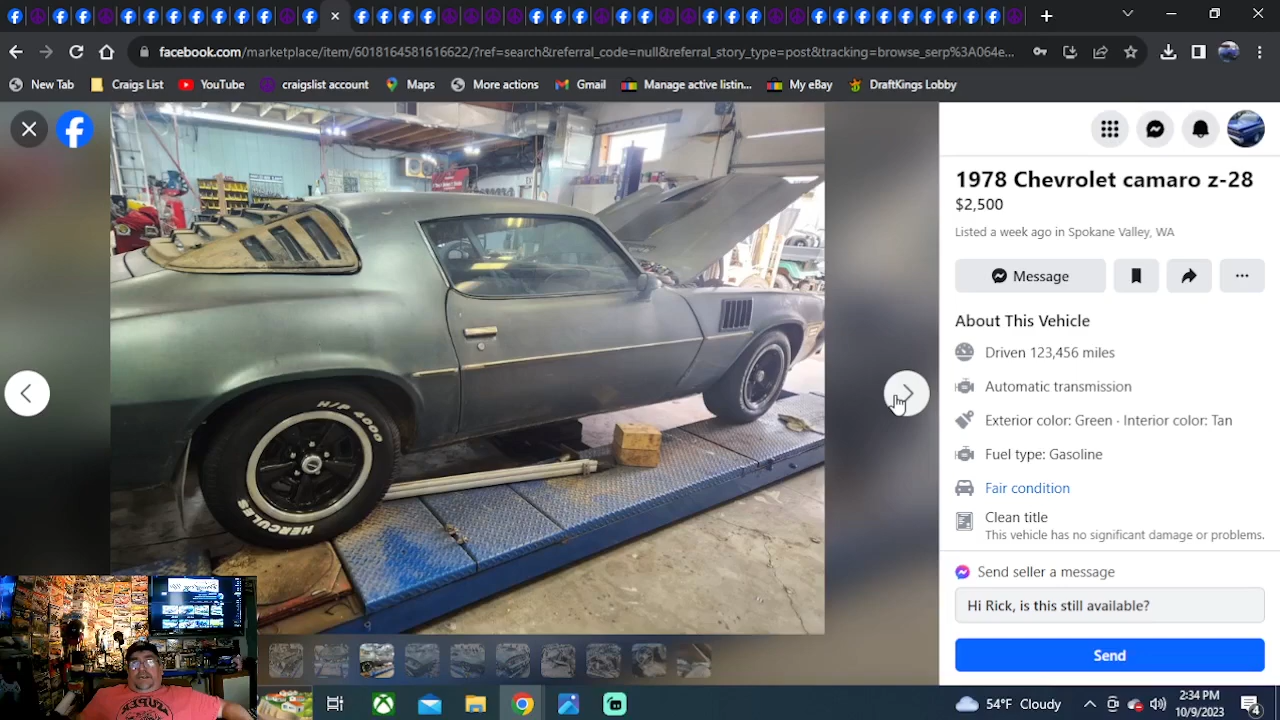 facebook.com/marketplace/item/6018164581616622/?ref=search&referral_code=null&referral_story_type=post&tracking=browse_serp%3A064e...
New Tab Craigs List YouTube craigslist account Maps More actions Gmail Manage active listin... My eBay DraftKings Lobby
1978 Chevrolet camaro z-28
$2,500
Listed a week ago in Spokane Valley, WA
Message
About This Vehicle
Driven 123,456 miles
Automatic transmission
Exterior color: Green · Interior color: Tan
Fuel type: Gasoline
Fair condition
Clean title
This vehicle has no significant damage or problems.
Send seller a message
Hi Rick, is this still available?
Send
H/P 4000
HERCULES
SUPER
54°F Cloudy
2:34 PM
10/9/2023
4